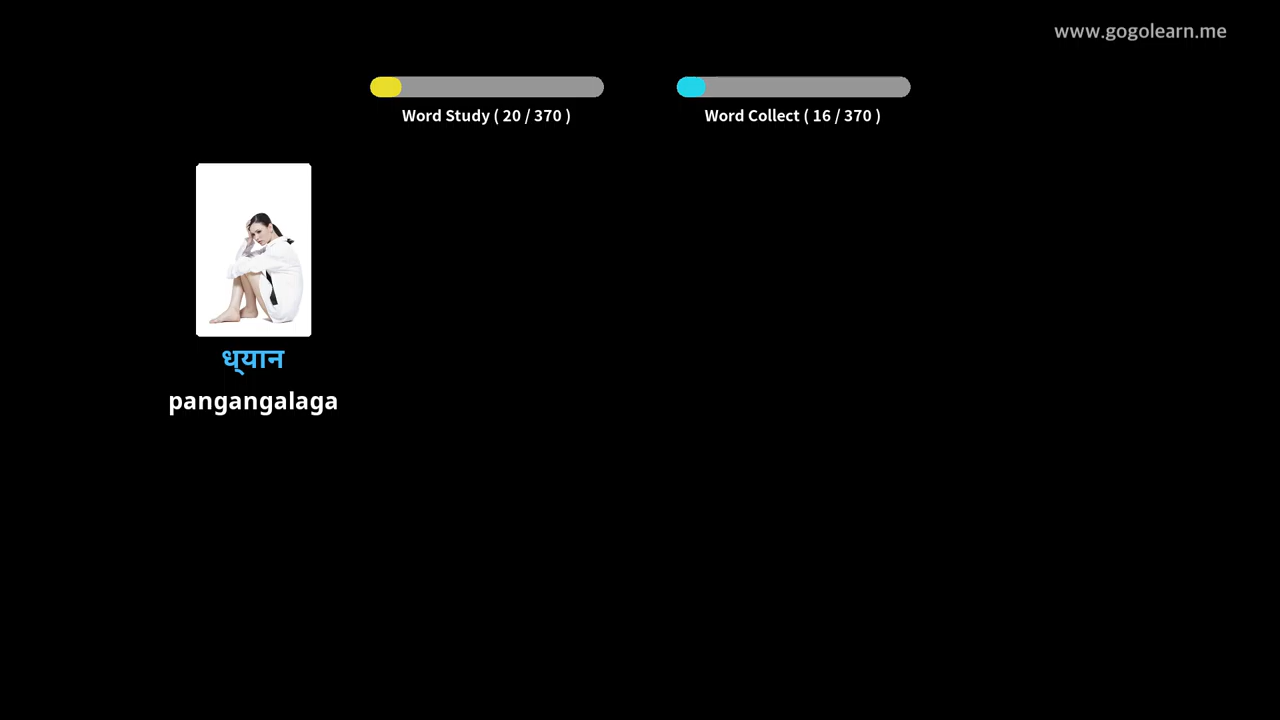 www.gogolearn.me
Word Study ( 20 / 370 )
Word Collect ( 16 / 370 )
ध्यान
pangangalaga